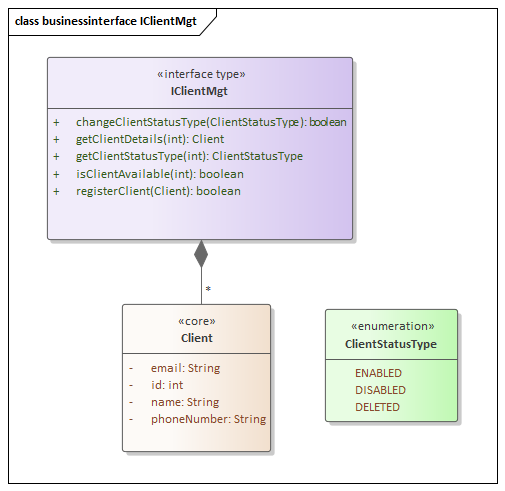 class businessinterface IClientMgt
«interface type»
IClientMgt
+ changeClientStatusType(ClientStatusType): boolean
+ getClientDetails(int): Client
+ getClientStatusType(int): ClientStatusType
+ isClientAvailable(int): boolean
+ registerClient(Client): boolean
*
«core»
Client
- email: String
- id: int
- name: String
- phoneNumber: String
«enumeration»
ClientStatusType
ENABLED
DISABLED
DELETED